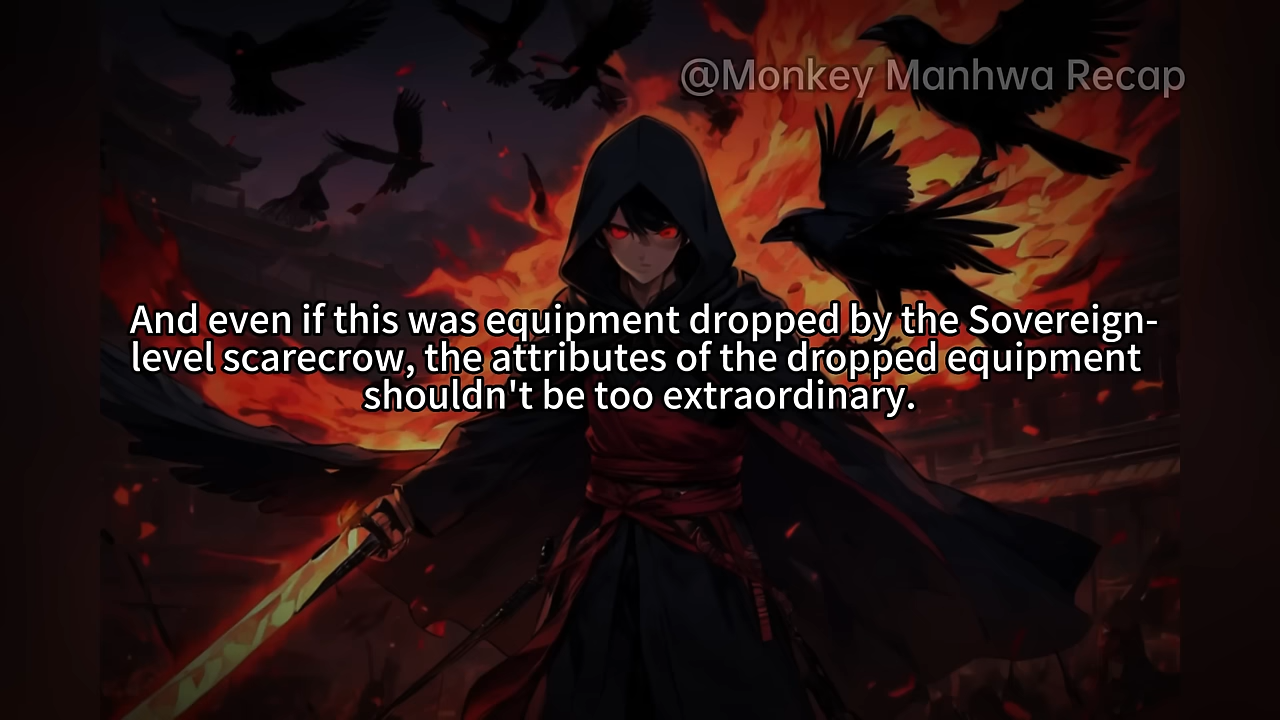 @Monkey Manhwa Recap
And even if this was equipment dropped by the Sovereign-
level scarecrow, the attributes of the dropped equipment
shouldn't be too extraordinary.